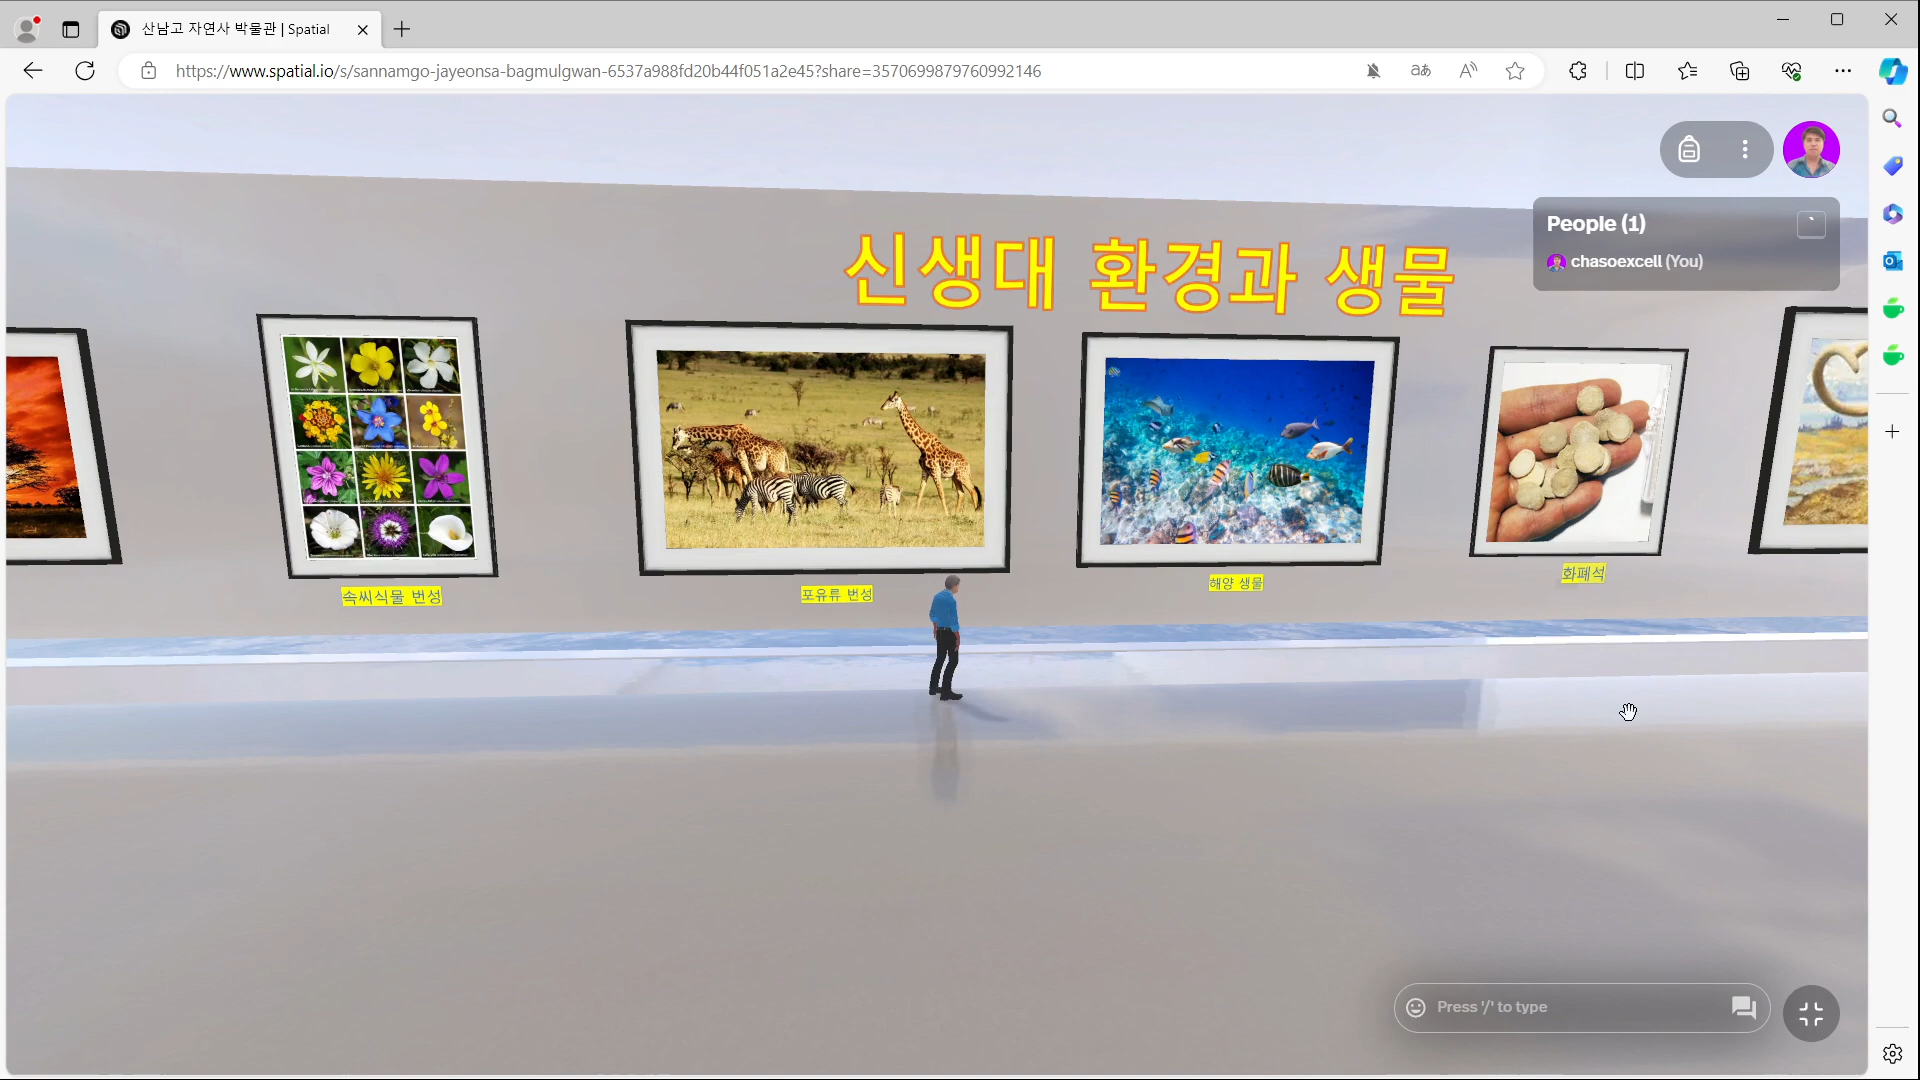 산남고 자연사 박물관 | Spatial
https://www.spatial.io/s/sannamgo-jayeonsa-bagmulgwan-6537a988fd20b44f051a2e45?share=3570699879760992146
신생대 환경과 생물
People (1)
chasoexcell (You)
속씨식물 번성
포유류 번성
해양 생물
화폐석
Press '/' to type